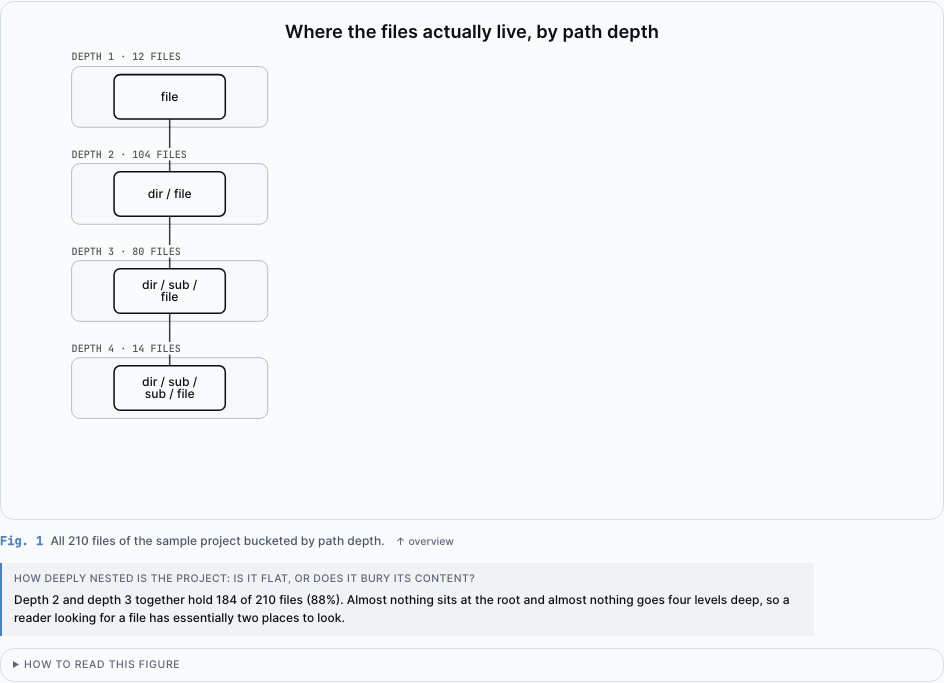 Where the files actually live, by path depth
DEPTH 1 · 12 FILES
file
DEPTH 2 · 104 FILES
dir / file
DEPTH 3 · 80 FILES
dir / sub /
file
DEPTH 4 · 14 FILES
dir / sub /
sub / file
Fig. 1 All 210 files of the sample project bucketed by path depth. ↑ overview
HOW DEEPLY NESTED IS THE PROJECT: IS IT FLAT, OR DOES IT BURY ITS CONTENT?
Depth 2 and depth 3 together hold 184 of 210 files (88%). Almost nothing sits at the root and almost nothing goes four levels deep, so a
reader looking for a file has essentially two places to look.
▶ HOW TO READ THIS FIGURE